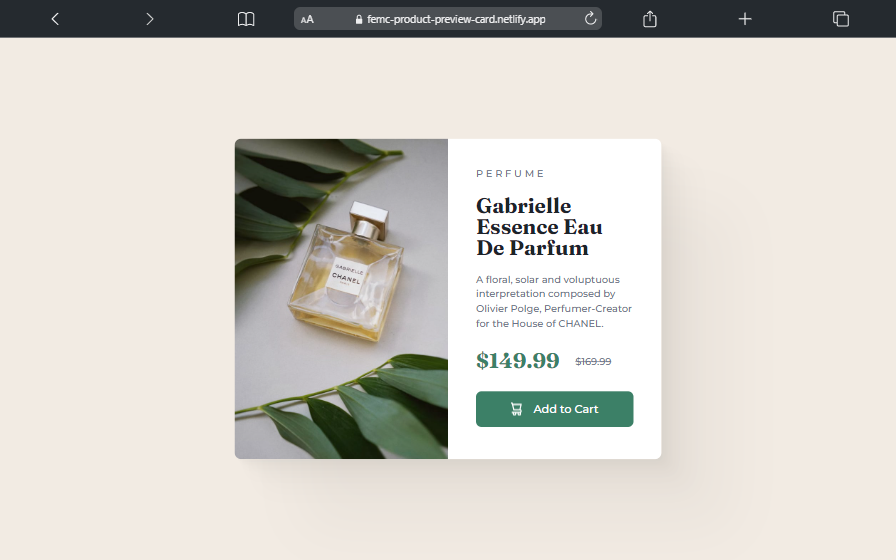 AA
femc-product-preview-card.netlify.app
GABRIELLE
CHANEL
PERFUME
Gabrielle
Essence Eau
De Parfum
A floral, solar and voluptuous
interpretation composed by
Olivier Polge, Perfumer-Creator
for the House of CHANEL.
$149.99 $169.99
Add to Cart